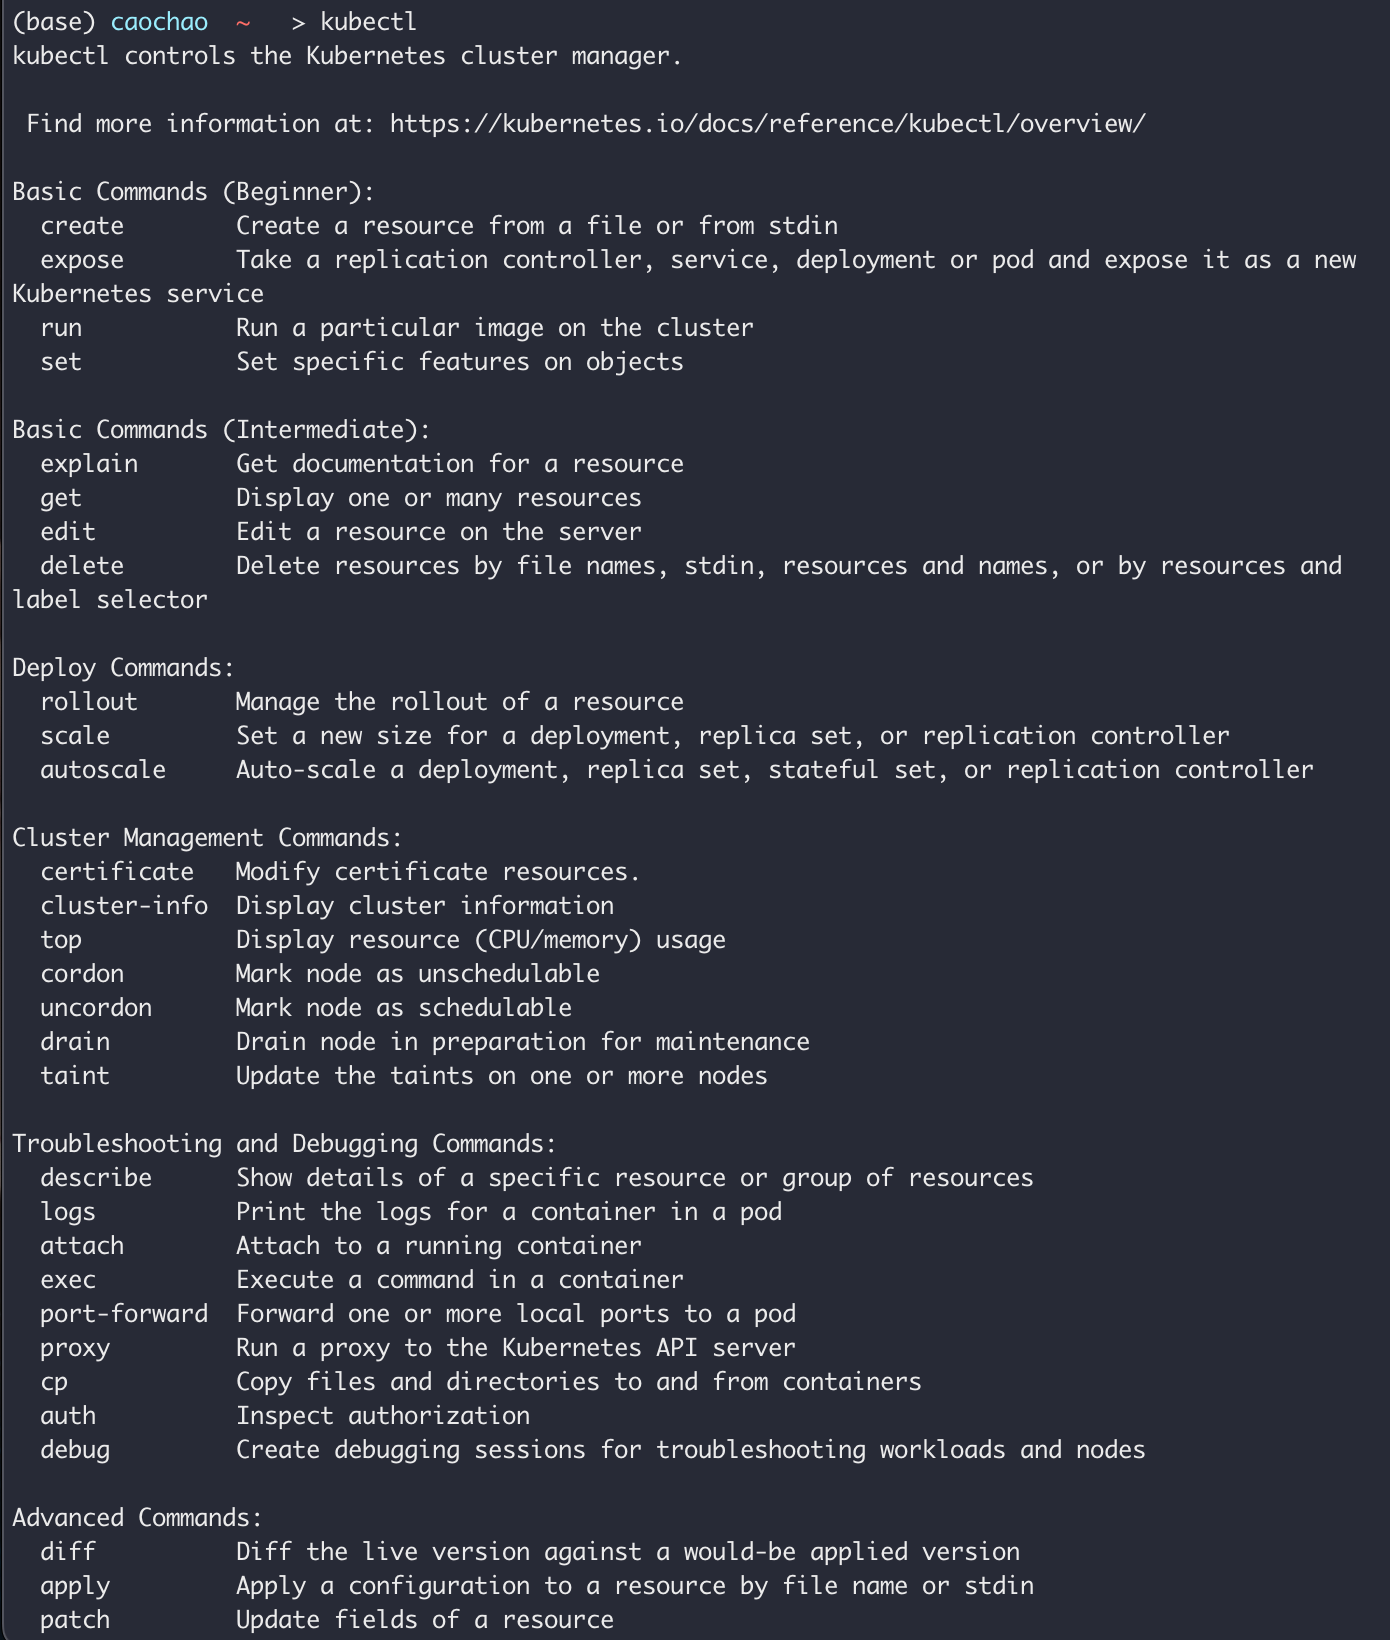 (base) caochao ~ > kubectl
kubectl controls the Kubernetes cluster manager.
Find more information at: https://kubernetes.io/docs/reference/kubectl/overview/
Basic Commands (Beginner):
create Create a resource from a file or from stdin
expose Take a replication controller, service, deployment or pod and expose it as a new
Kubernetes service
run Run a particular image on the cluster
set Set specific features on objects
Basic Commands (Intermediate):
explain Get documentation for a resource
get Display one or many resources
edit Edit a resource on the server
delete Delete resources by file names, stdin, resources and names, or by resources and
label selector
Deploy Commands:
rollout Manage the rollout of a resource
scale Set a new size for a deployment, replica set, or replication controller
autoscale Auto-scale a deployment, replica set, stateful set, or replication controller
Cluster Management Commands:
certificate Modify certificate resources.
cluster-info Display cluster information
top Display resource (CPU/memory) usage
cordon Mark node as unschedulable
uncordon Mark node as schedulable
drain Drain node in preparation for maintenance
taint Update the taints on one or more nodes
Troubleshooting and Debugging Commands:
describe Show details of a specific resource or group of resources
logs Print the logs for a container in a pod
attach Attach to a running container
exec Execute a command in a container
port-forward Forward one or more local ports to a pod
proxy Run a proxy to the Kubernetes API server
cp Copy files and directories to and from containers
auth Inspect authorization
debug Create debugging sessions for troubleshooting workloads and nodes
Advanced Commands:
diff Diff the live version against a would-be applied version
apply Apply a configuration to a resource by file name or stdin
patch Update fields of a resource